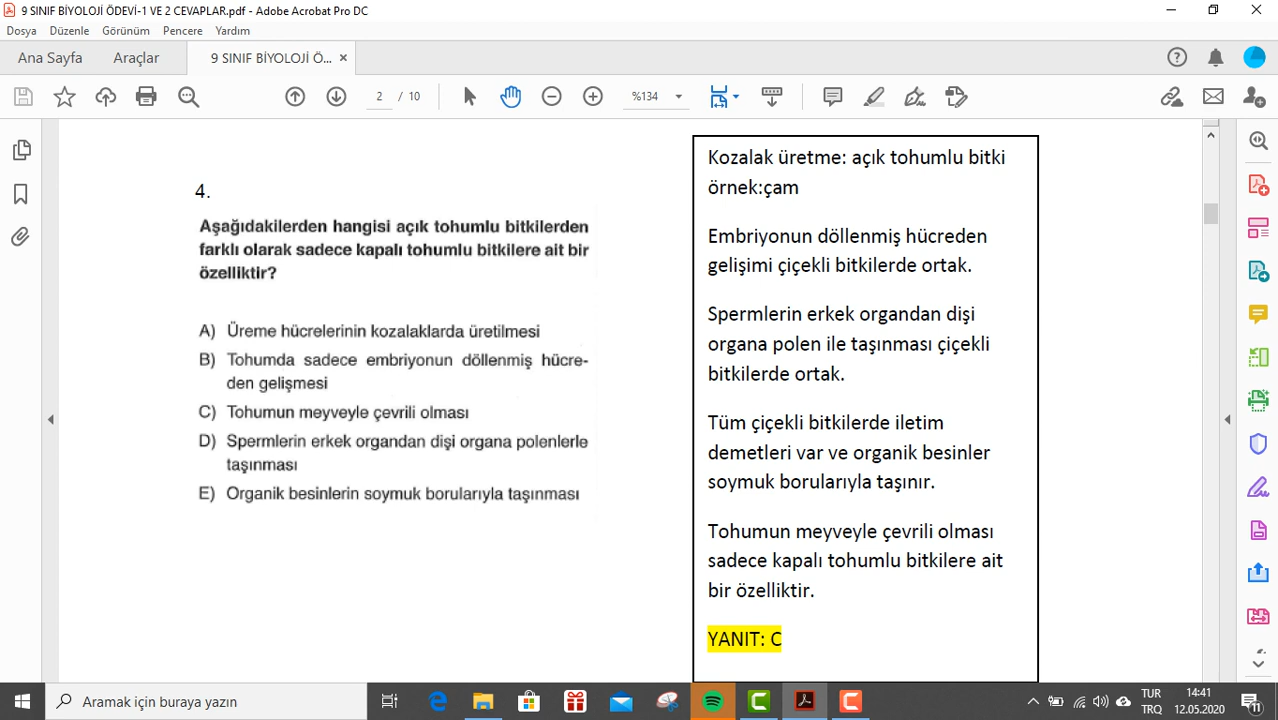 9 SINIF BİYOLOJİ ÖDEVİ-1 VE 2 CEVAPLAR.pdf - Adobe Acrobat Pro DC
Dosya Düzenle Görünüm Pencere Yardım
Ana Sayfa Araçlar 9 SINIF BİYOLOJİ Ö...
2 / 10 %134
4.
Aşağıdakilerden hangisi açık tohumlu bitkilerden
farklı olarak sadece kapalı tohumlu bitkilere ait bir
özelliktir?
A) Üreme hücrelerinin kozalaklarda üretilmesi
B) Tohumda sadece embriyonun döllenmiş hücre-
den gelişmesi
C) Tohumun meyveyle çevrili olması
D) Spermlerin erkek organdan dişi organa polenlerle
taşınması
E) Organik besinlerin soymuk borularıyla taşınması
Kozalak üretme: açık tohumlu bitki
örnek:çam
Embriyonun döllenmiş hücreden
gelişimi çiçekli bitkilerde ortak.
Spermlerin erkek organdan dişi
organa polen ile taşınması çiçekli
bitkilerde ortak.
Tüm çiçekli bitkilerde iletim
demetleri var ve organik besinler
soymuk borularıyla taşınır.
Tohumun meyveyle çevrili olması
sadece kapalı tohumlu bitkilere ait
bir özelliktir.
YANIT: C
Aramak için buraya yazın
TUR
TRQ
14:41
12.05.2020
11